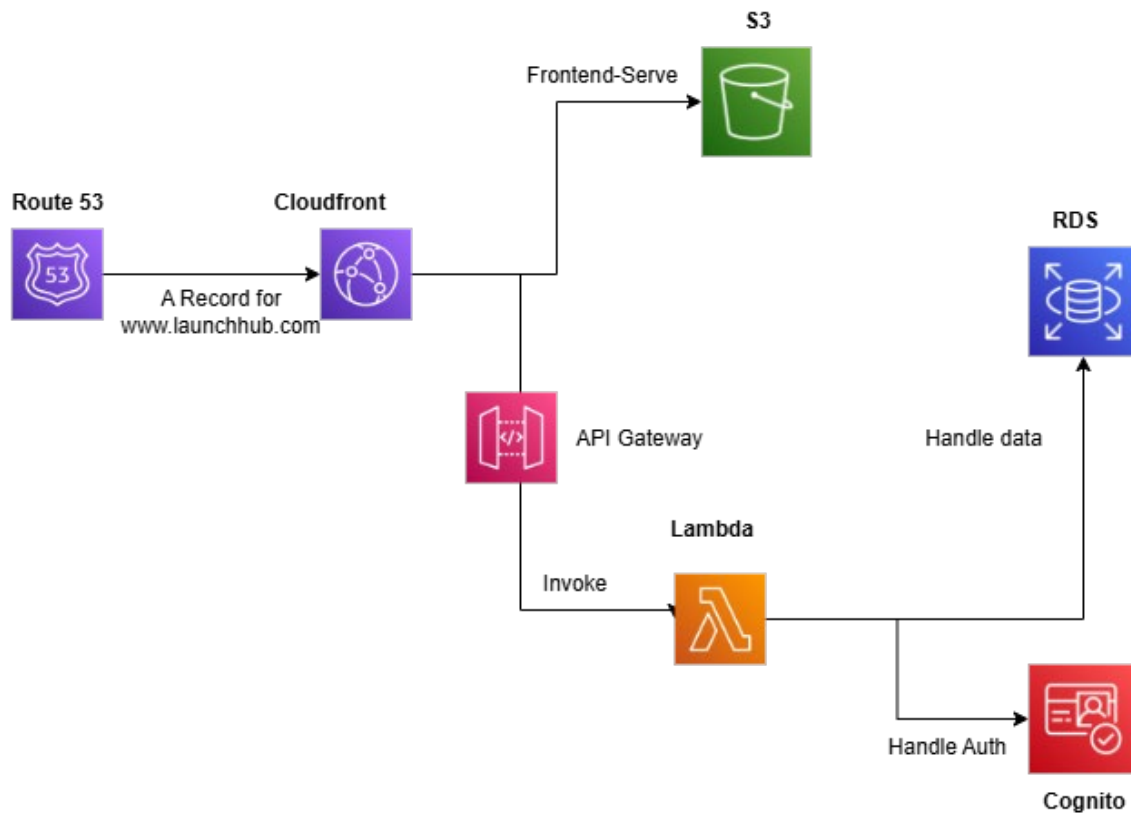 S3
Frontend-Serve
Route 53
Cloudfront
53
A Record for
www.launchhub.com
RDS
API Gateway
</>
Handle data
Lambda
Invoke
Handle Auth
Cognito